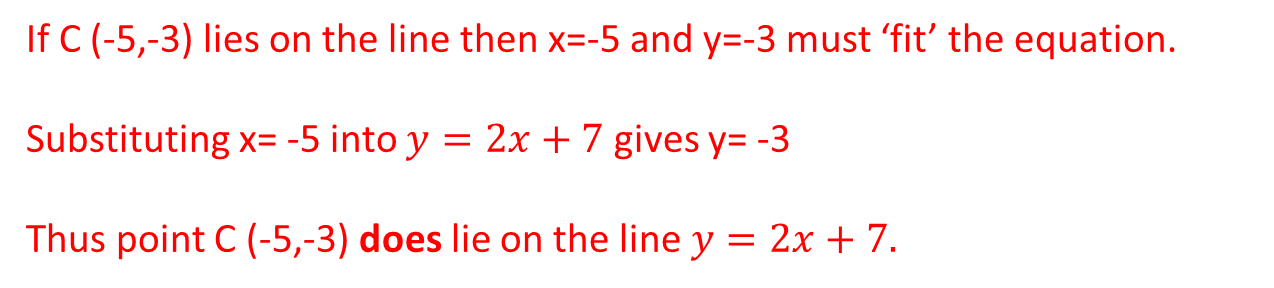 If C (-5,-3) lies on the line then x=-5 and y=-3 must ‘fit’ the equation.
Substituting x= -5 into y = 2x + 7 gives y= -3
Thus point C (-5,-3) does lie on the line y = 2x + 7.